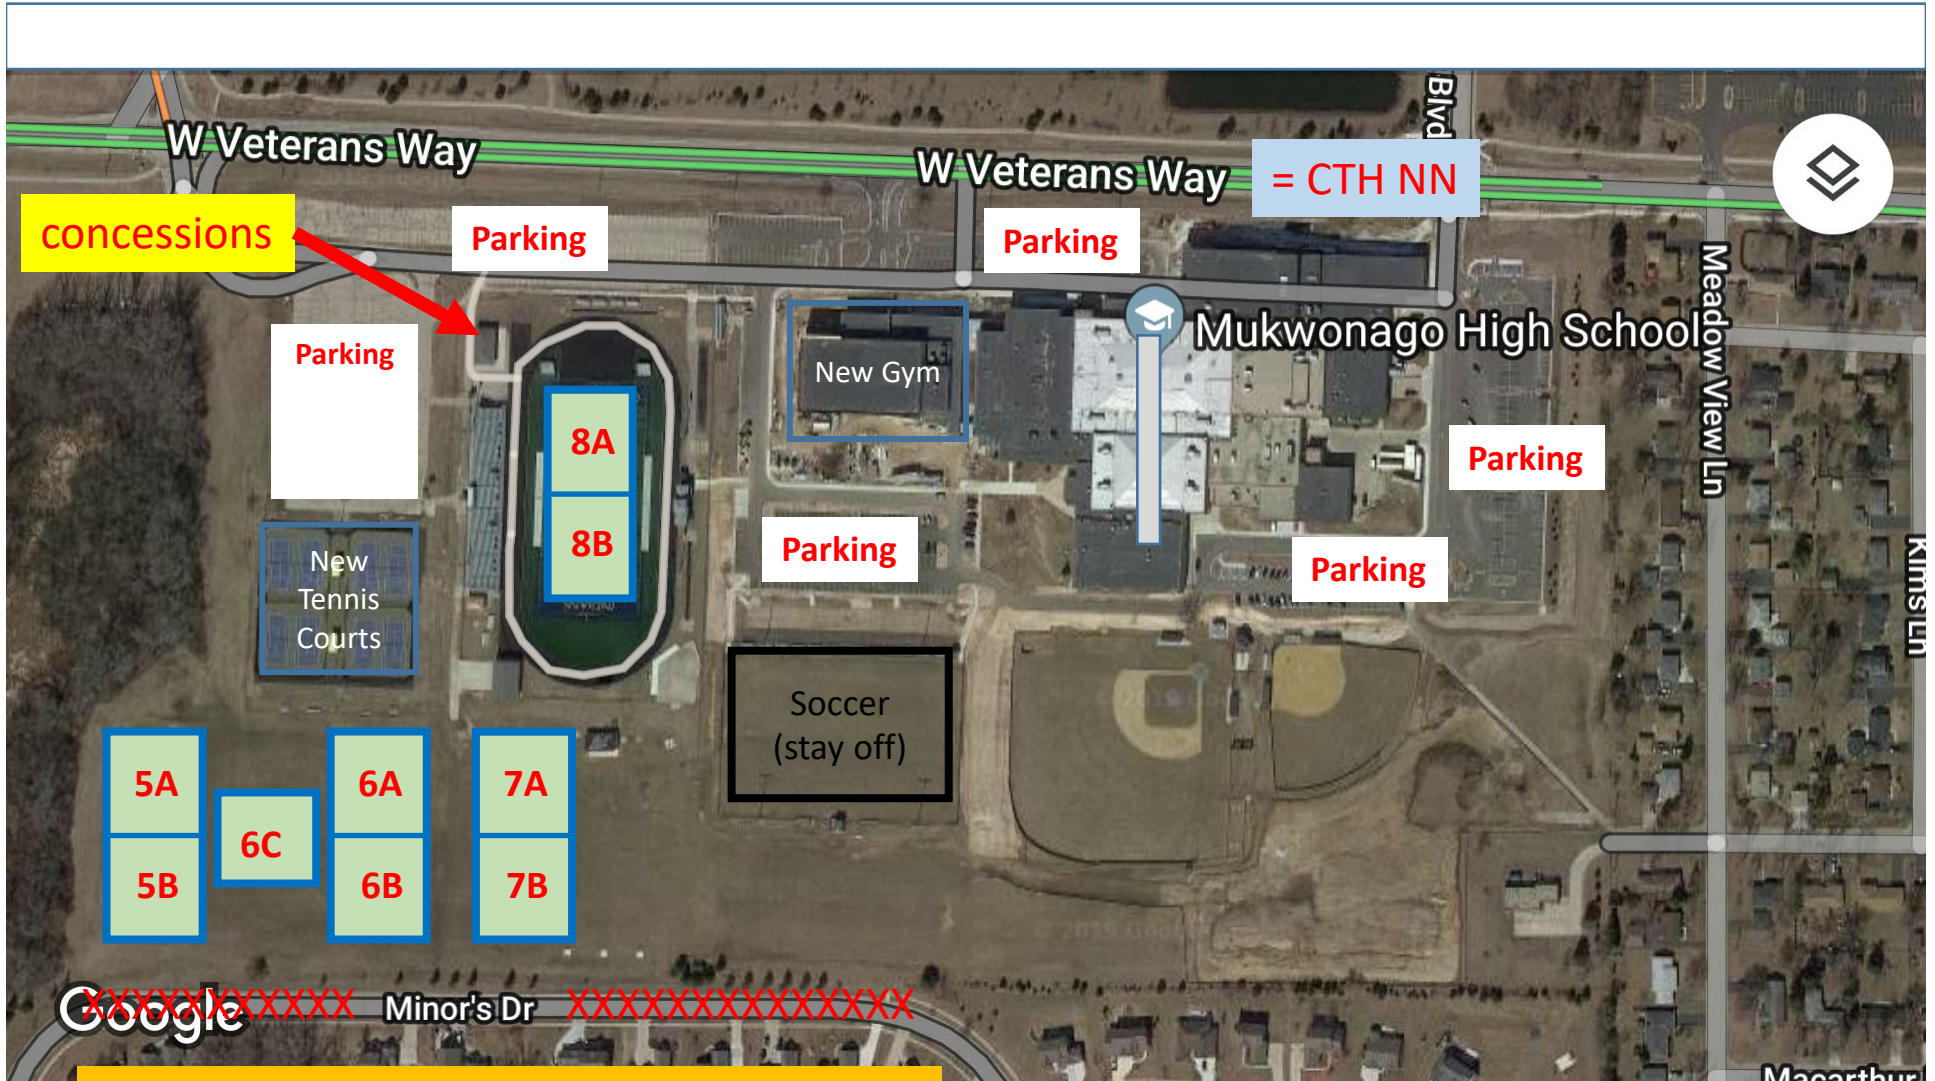 W Veterans Way
W Veterans Way
= CTH NN
Blvd
concessions
Parking
Parking
Parking
New Gym
Mukwonago High School
Meadow View Ln
8A
8B
Parking
Parking
Parking
New
Tennis
Courts
Kims Ln
Soccer
(stay off)
5A
6A
7A
6C
5B
6B
7B
Google
XXXXXXXXXXX
Minor's Dr
XXXXXXXXXXXXXX
Macarthur